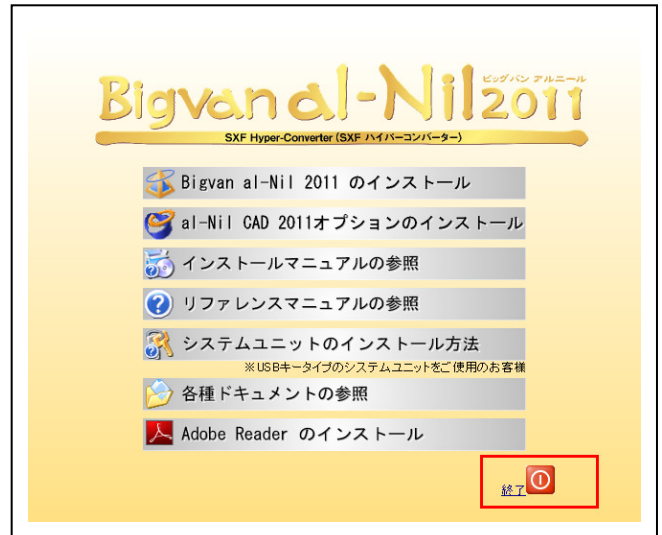 ビッグバン アルニール
Bigvan al-Nil 2011
SXF Hyper-Converter (SXF ハイパーコンバーター)
Bigvan al-Nil 2011 のインストール
al-Nil CAD 2011オプションのインストール
インストールマニュアルの参照
リファレンスマニュアルの参照
システムユニットのインストール方法
※USBキータイプのシステムユニットをご使用のお客様
各種ドキュメントの参照
Adobe Reader のインストール
終了